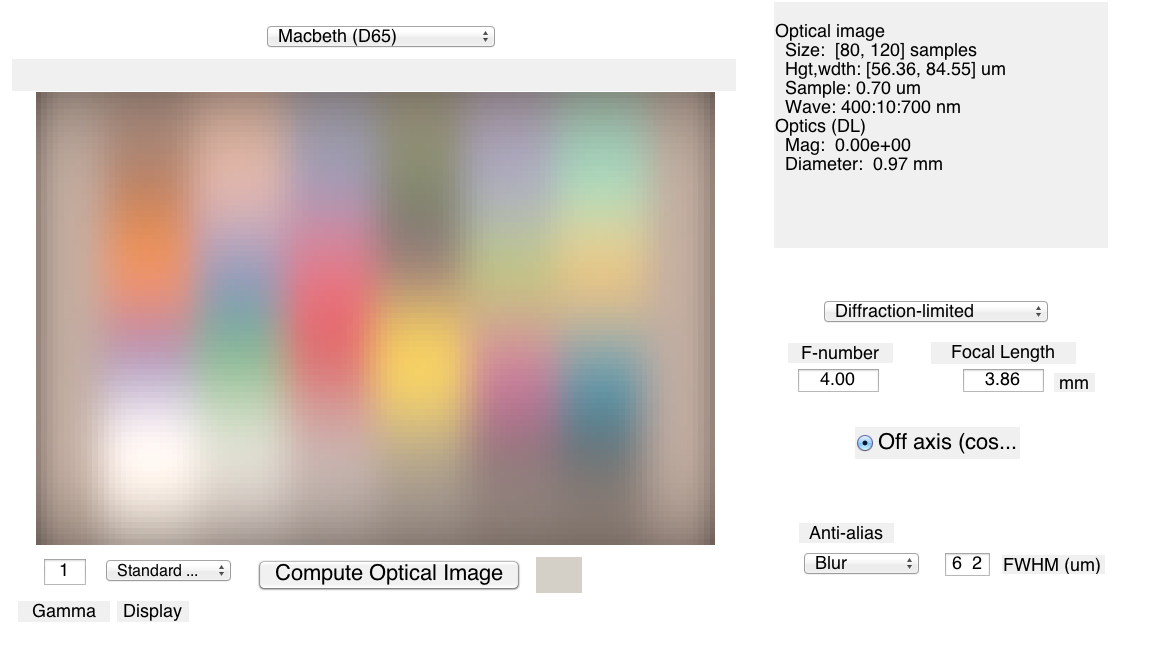 Macbeth (D65)
Optical image
Size: [80, 120] samples
Hgt,wdth: [56.36, 84.55] um
Sample: 0.70 um
Wave: 400:10:700 nm
Optics (DL)
Mag: 0.00e+00
Diameter: 0.97 mm
Diffraction-limited
F-number Focal Length
4.00 3.86 mm
Off axis (cos...
Anti-alias
Blur 6 2 FWHM (um)
1 Standard ... Compute Optical Image
Gamma Display